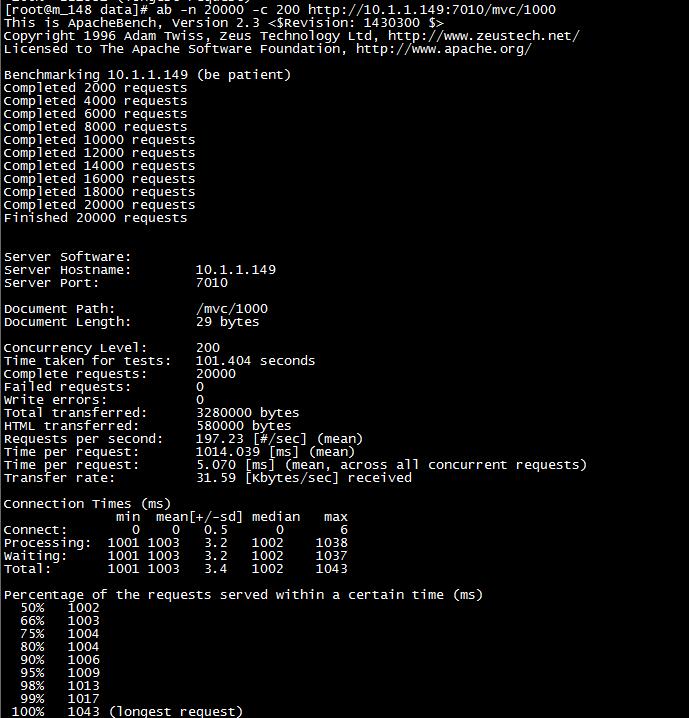 [root@m_148 data]# ab -n 20000 -c 200 http://10.1.1.149:7010/mvc/1000
This is ApacheBench, Version 2.3 <$Revision: 1430300 $>
Copyright 1996 Adam Twiss, Zeus Technology Ltd, http://www.zeustech.net/
Licensed to The Apache Software Foundation, http://www.apache.org/

Benchmarking 10.1.1.149 (be patient)
Completed 2000 requests
Completed 4000 requests
Completed 6000 requests
Completed 8000 requests
Completed 10000 requests
Completed 12000 requests
Completed 14000 requests
Completed 16000 requests
Completed 18000 requests
Completed 20000 requests
Finished 20000 requests

Server Software:
Server Hostname:        10.1.1.149
Server Port:            7010

Document Path:          /mvc/1000
Document Length:        29 bytes

Concurrency Level:      200
Time taken for tests:   101.404 seconds
Complete requests:      20000
Failed requests:        0
Write errors:           0
Total transferred:      3280000 bytes
HTML transferred:       580000 bytes
Requests per second:    197.23 [#/sec] (mean)
Time per request:       1014.039 [ms] (mean)
Time per request:       5.070 [ms] (mean, across all concurrent requests)
Transfer rate:          31.59 [Kbytes/sec] received

Connection Times (ms)
              min  mean[+/-sd] median   max
Connect:        0    0   0.5      0       6
Processing:  1001 1003   3.2   1002    1038
Waiting:     1001 1003   3.2   1002    1037
Total:       1001 1003   3.4   1002    1043

Percentage of the requests served within a certain time (ms)
  50%   1002
  66%   1003
  75%   1004
  80%   1004
  90%   1006
  95%   1009
  98%   1013
  99%   1017
 100%   1043 (longest request)